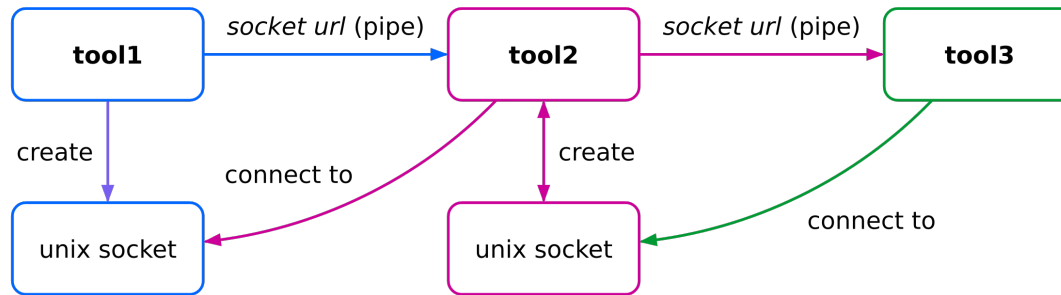 tool1
socket url (pipe)
tool2
socket url (pipe)
tool3
create
connect to
create
connect to
unix socket
unix socket